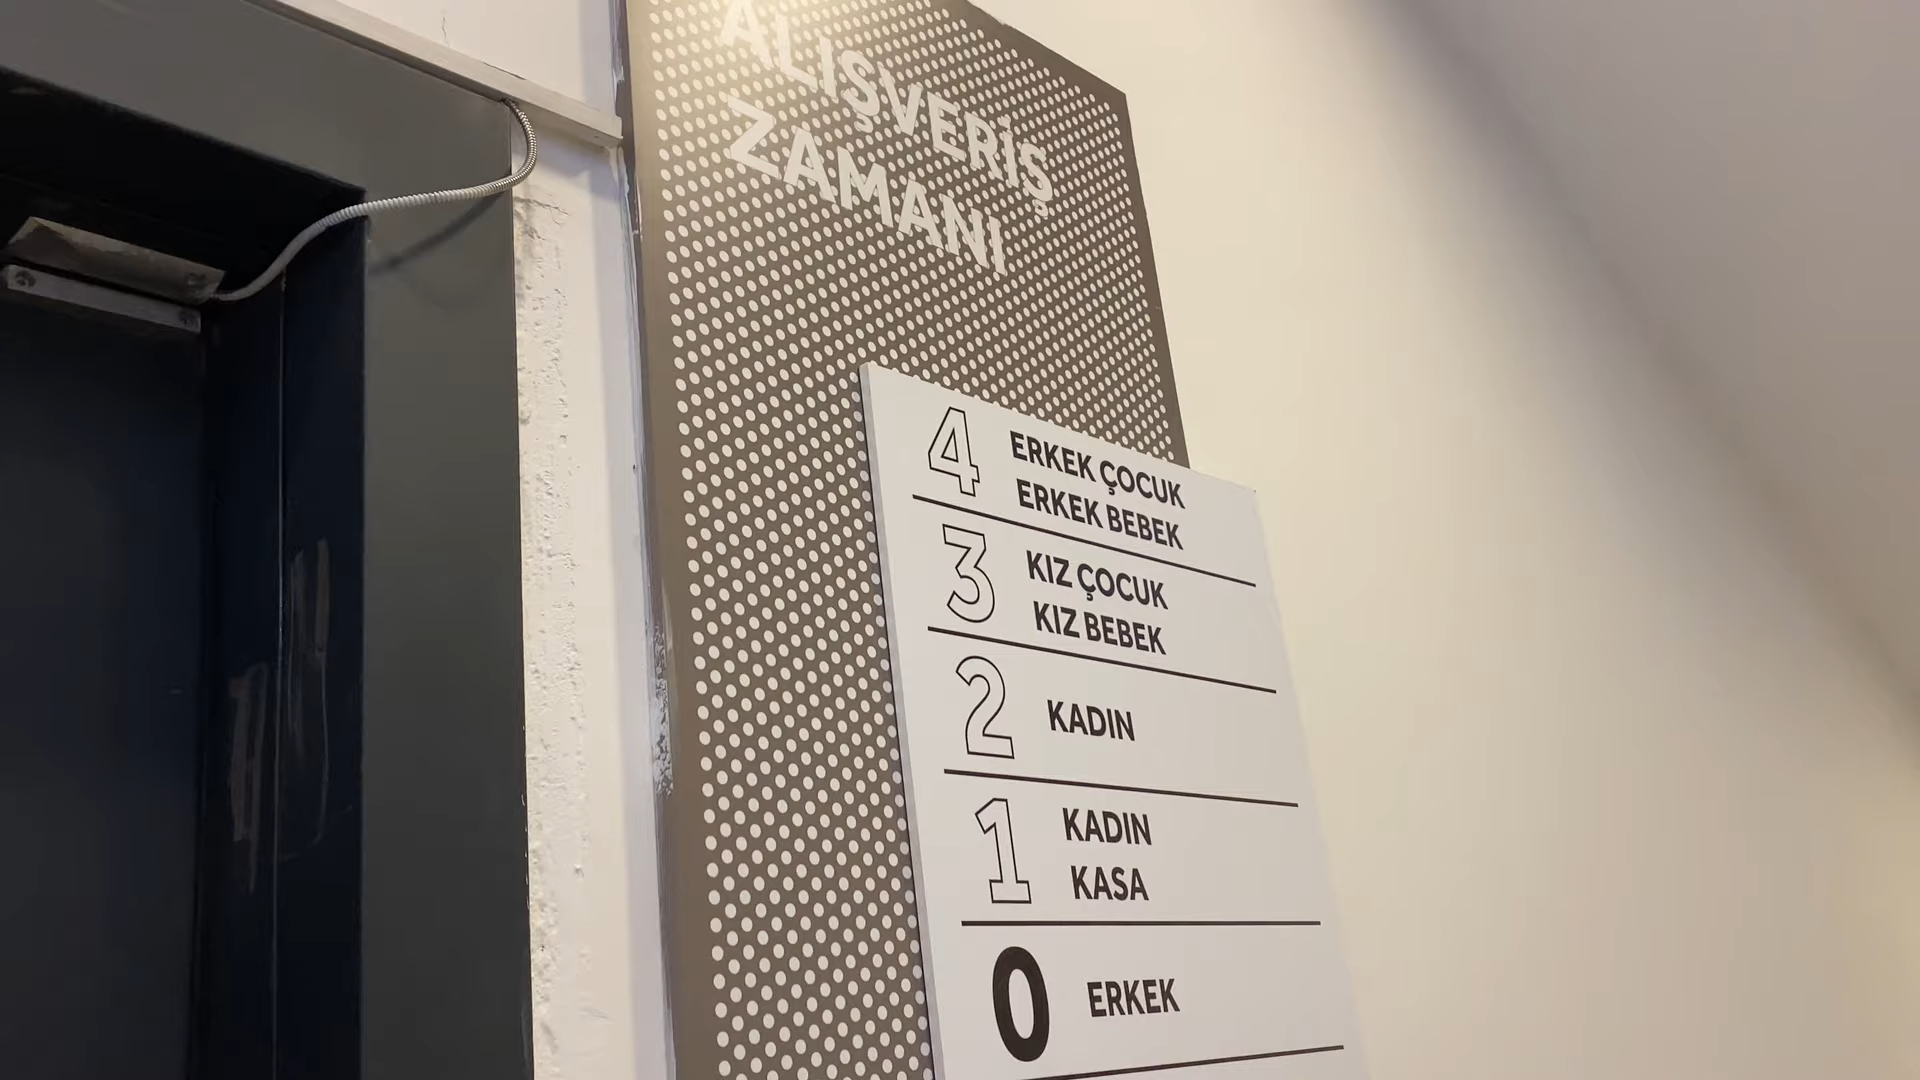 ALIŞVERİŞ
ZAMANI
4 ERKEK ÇOCUK
ERKEK BEBEK
3 KIZ ÇOCUK
KIZ BEBEK
2 KADIN
1 KADIN
KASA
0 ERKEK